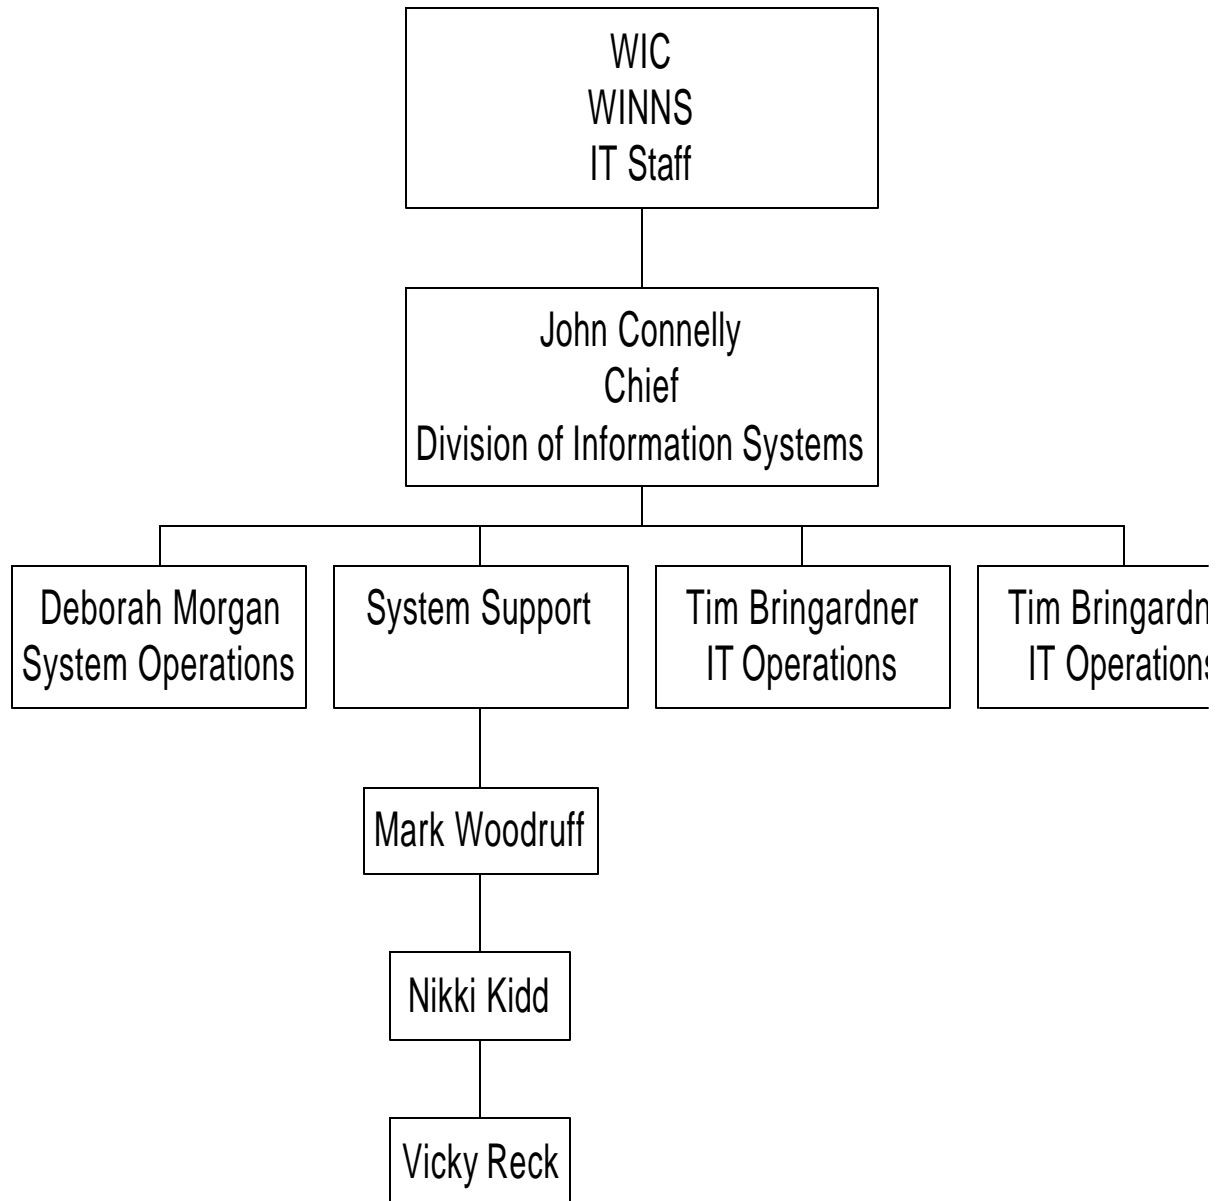 WIC
WINNS
IT Staff
John Connelly
Chief
Division of Information Systems
Deborah Morgan
System Operations
System Support
Tim Bringardner
IT Operations
Tim
IT
Mark Woodruff
Nikki Kidd
Vicky Reck